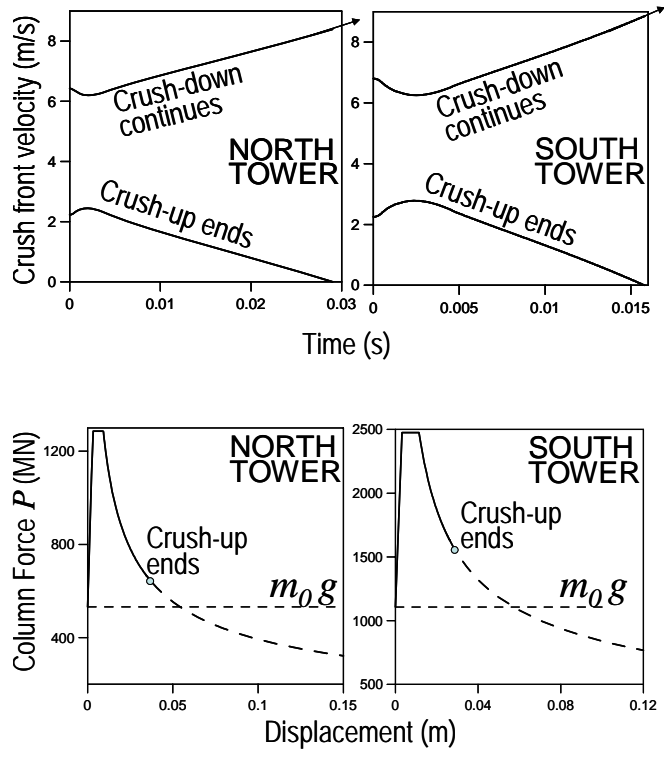 Crush front velocity (m/s)
8
6
4
2
0
Crush-down
continues
NORTH
TOWER
Crush-up ends
0
0.01
0.02
0.03
8
6
4
2
0
Crush-down
continues
SOUTH
TOWER
Crush-up ends
0
0.005
0.01
0.015
Time (s)
Column Force P (MN)
1200
800
400
NORTH
TOWER
Crush-up
ends
m0 g
0
0.05
0.1
0.15
2500
2000
1500
1000
500
SOUTH
TOWER
Crush-up
ends
m0 g
0
0.04
0.08
0.12
Displacement (m)